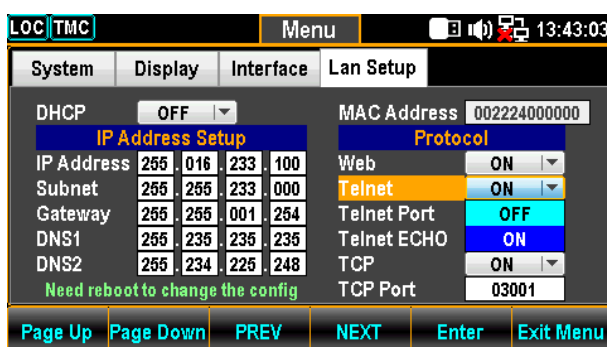 LOC TMC Menu 13:43:03
System Display Interface Lan Setup
DHCP OFF MAC Address 002224000000
IP Address Setup Protocol
IP Address 255 . 016 . 233 . 100 Web ON
Subnet 255 . 255 . 233 . 000 Telnet ON
Gateway 255 . 255 . 001 . 254 Telnet Port OFF
DNS1 255 . 235 . 235 . 235 Telnet ECHO ON
DNS2 255 . 234 . 225 . 248 TCP ON
Need reboot to change the config TCP Port 03001
Page Up Page Down PREV NEXT Enter Exit Menu